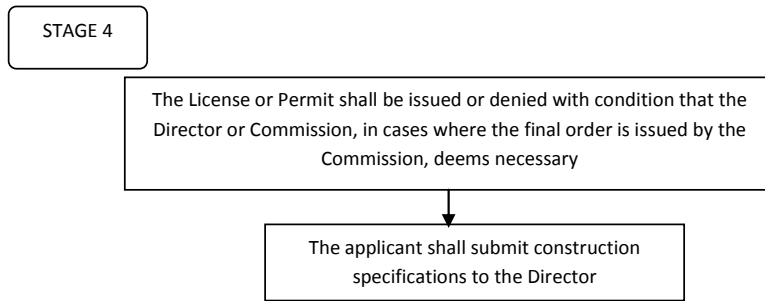 STAGE 4
The License or Permit shall be issued or denied with condition that the
Director or Commission, in cases where the final order is issued by the
Commission, deems necessary
The applicant shall submit construction
specifications to the Director